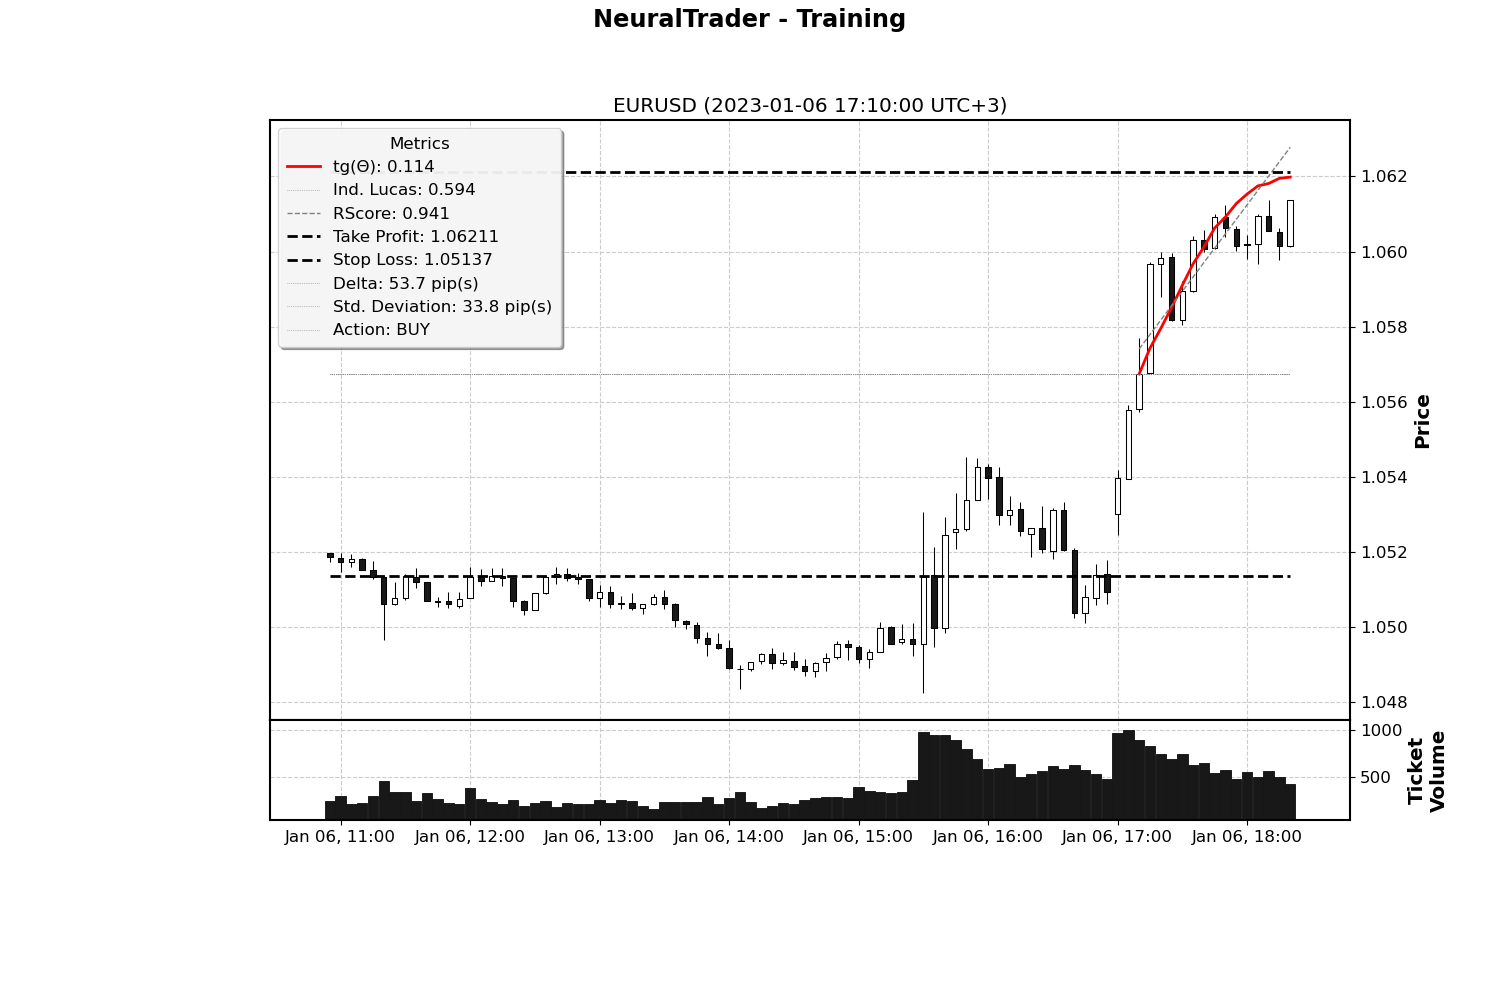 NeuralTrader - Training
EURUSD (2023-01-06 17:10:00 UTC+3)
Metrics
tg(Θ): 0.114
Ind. Lucas: 0.594
RScore: 0.941
Take Profit: 1.06211
Stop Loss: 1.05137
Delta: 53.7 pip(s)
Std. Deviation: 33.8 pip(s)
Action: BUY
1.062
1.060
1.058
1.056
1.054
1.052
1.050
1.048
Price
1000
500
Ticket
Volume
Jan 06, 11:00
Jan 06, 12:00
Jan 06, 13:00
Jan 06, 14:00
Jan 06, 15:00
Jan 06, 16:00
Jan 06, 17:00
Jan 06, 18:00